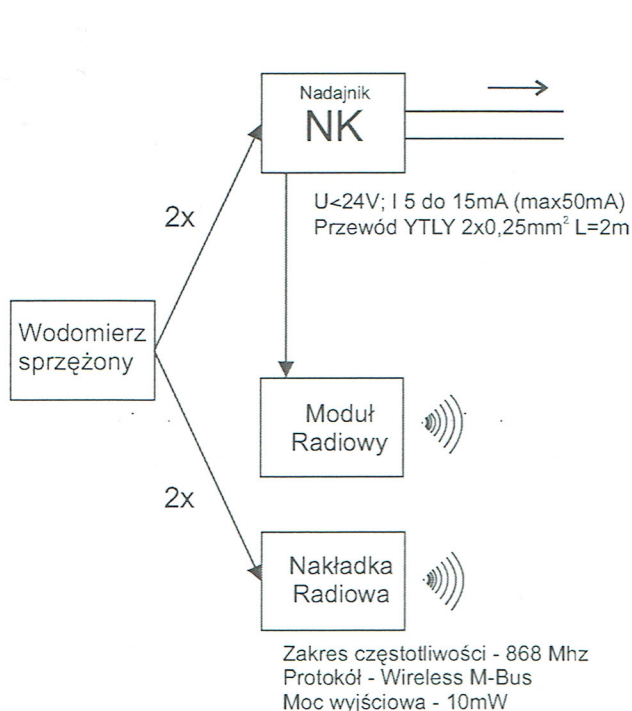 Nadajnik
NK
U<24V; I 5 do 15mA (max50mA)
Przewód YTLY 2x0,25mm² L=2m
2x
Wodomierz
sprzężony
Moduł
Radiowy
2x
Nakładka
Radiowa
Zakres częstotliwości - 868 Mhz
Protokół - Wireless M-Bus
Moc wyjściowa - 10mW